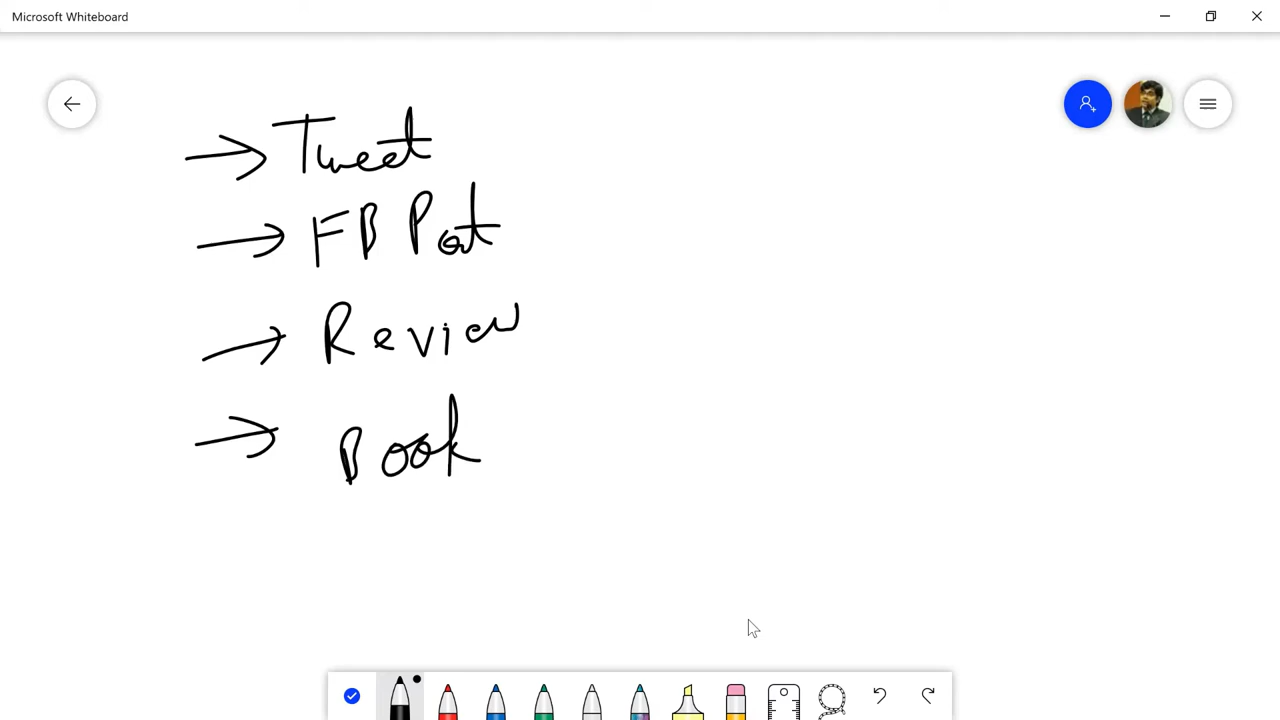 Microsoft Whiteboard
→ Tweet
→ FB Post
→ Review
→ Book